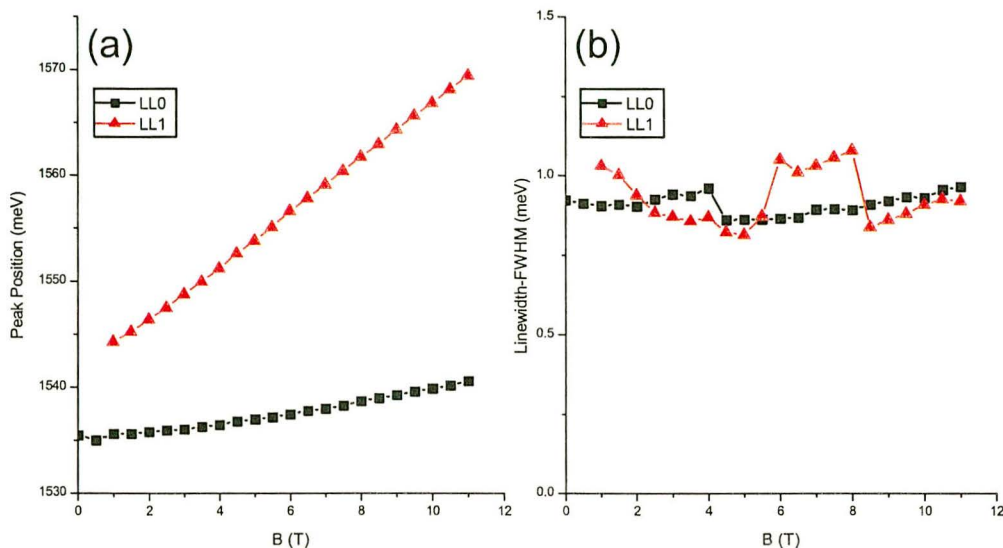 (a)
LL0
LL1
Peak Position (meV)
1570
1560
1550
1540
1530
0 2 4 6 8 10 12
B (T)
(b)
LL0
LL1
Linewidth-FWHM (meV)
1.5
1.0
0.5
0.0
0 2 4 6 8 10 12
B (T)